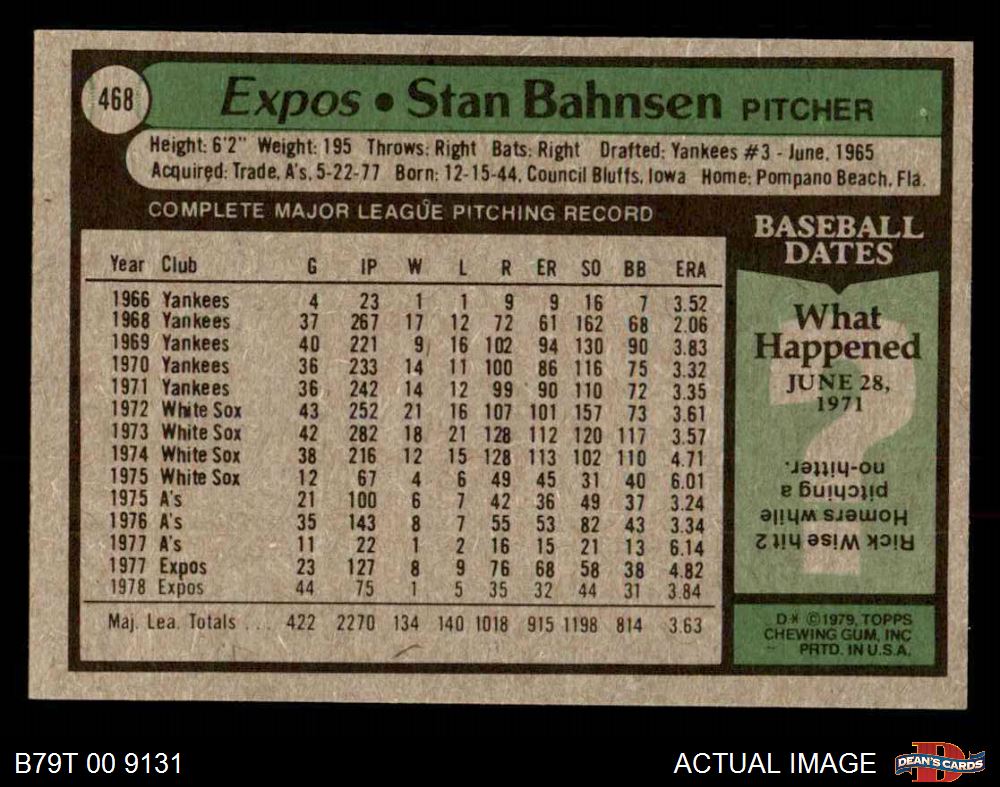 468
Expos • Stan Bahnsen PITCHER
Height: 6'2" Weight: 195 Throws: Right Bats: Right Drafted: Yankees #3 - June, 1965
Acquired: Trade, A's, 5-22-77 Born: 12-15-44, Council Bluffs, Iowa Home: Pompano Beach, Fla.
COMPLETE MAJOR LEAGUE PITCHING RECORD
Year Club G IP W L R ER SO BB ERA
1966 Yankees 4 23 1 1 9 9 16 7 3.52
1968 Yankees 37 267 17 12 72 61 162 68 2.06
1969 Yankees 40 221 9 16 102 94 130 90 3.83
1970 Yankees 36 233 14 11 100 86 116 75 3.32
1971 Yankees 36 242 14 12 99 90 110 72 3.35
1972 White Sox 43 252 21 16 107 101 157 73 3.61
1973 White Sox 42 282 18 21 128 112 120 117 3.57
1974 White Sox 38 216 12 15 128 113 102 110 4.71
1975 White Sox 12 67 4 6 49 45 31 40 6.01
1975 A's 21 100 6 7 42 36 49 37 3.24
1976 A's 35 143 8 7 55 53 82 43 3.34
1977 A's 11 22 1 2 16 15 21 13 6.14
1977 Expos 23 127 8 9 76 68 58 38 4.82
1978 Expos 44 75 1 5 35 32 44 31 3.84
Maj. Lea. Totals ... 422 2270 134 140 1018 915 1198 814 3.63
BASEBALL
DATES
?
What
Happened
JUNE 28,
1971
Rick Wise hit 2
Homers while
pitching a
no-hitter.
D* ©1979, TOPPS
CHEWING GUM, INC
PRTD. IN U.S.A.
B79T 00 9131
ACTUAL IMAGE
DEAN'S CARDS